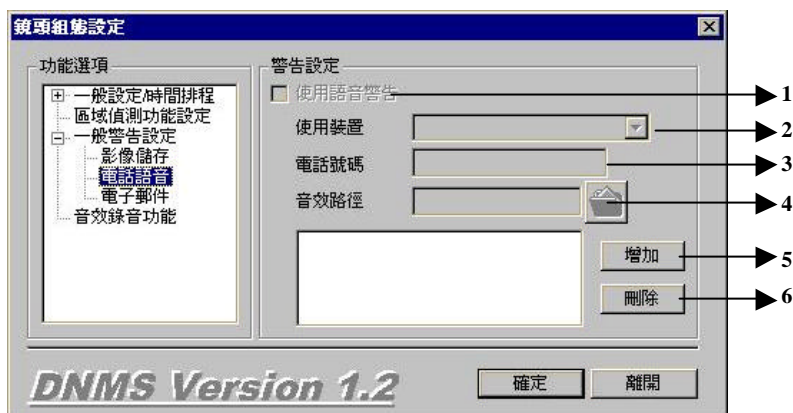 鏡頭組態設定
功能選項
一般設定/時間排程
區域偵測功能設定
一般警告設定
影像儲存
電話語音
電子郵件
音效錄音功能
警告設定
使用語音警告
使用裝置
電話號碼
音效路徑
增加
刪除
1
2
3
4
5
6
DNMS Version 1.2
確定
離開